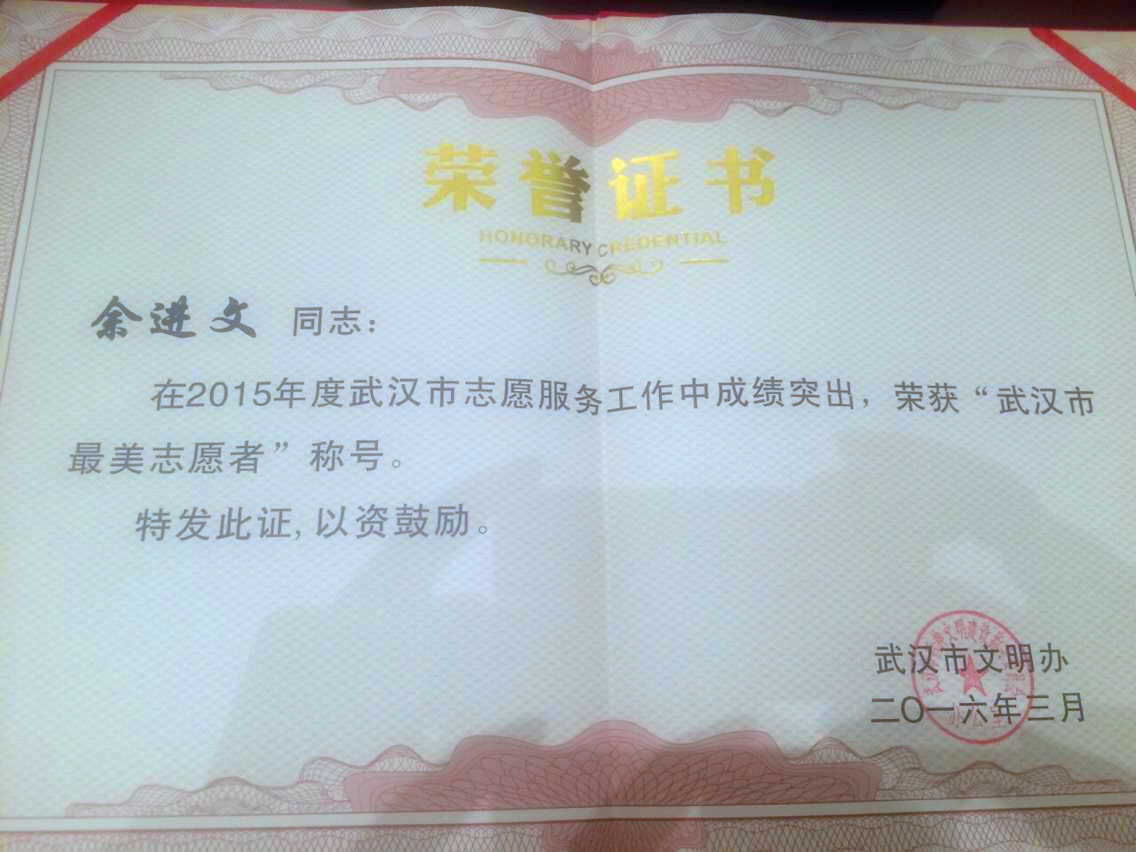 荣誉证书
HONORARY CREDENTIAL
余进文 同志：
在2015年度武汉市志愿服务工作中成绩突出，荣获“武汉市
最美志愿者”称号。
特发此证，以资鼓励。
武汉市文明办
二〇一六年三月
办公室